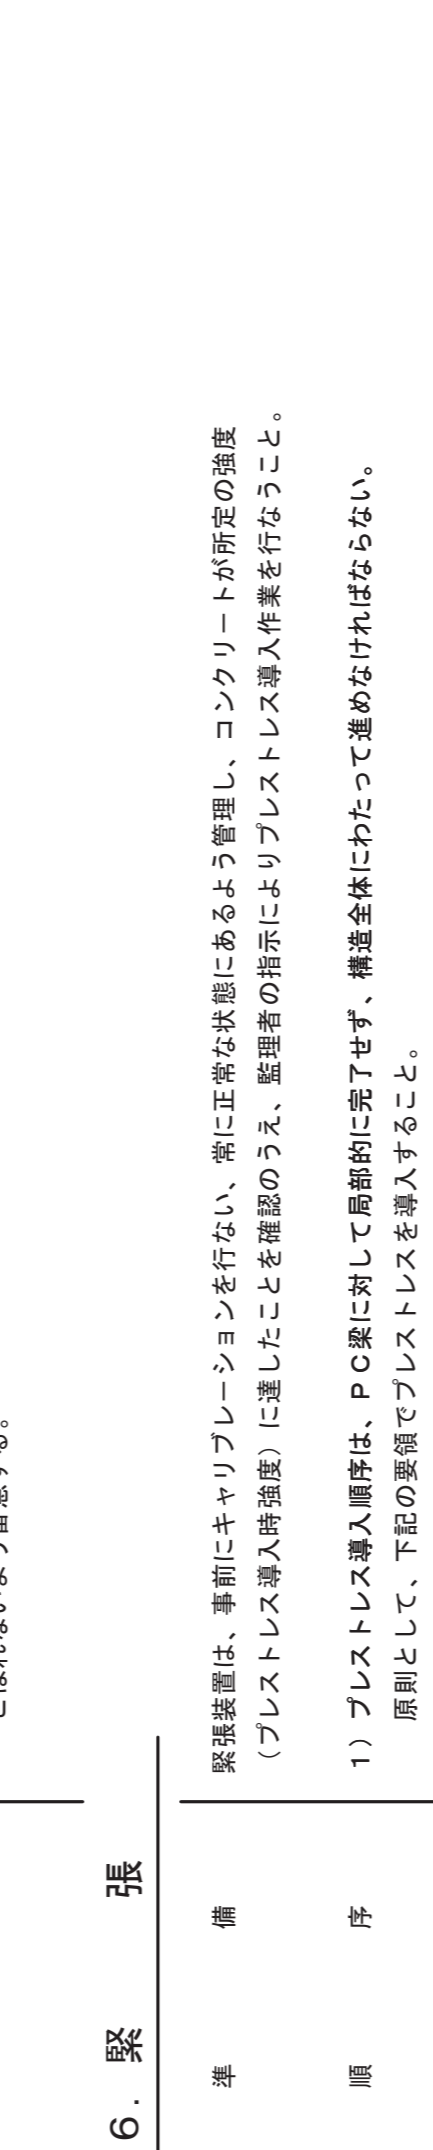 ないよう留意する。
6. 緊　張
準　備　緊張装置は、事前にキャリブレーションを行ない、常に正常な状態にあるよう管理し、コンクリートが所定の強度
（プレストレス導入時強度）に達したことを確認のうえ、監理者の指示によりプレストレス導入作業を行なうこと。
順　序　1）プレストレス導入順序は、ＰＣ梁に対して局部的に完了せず、構造全体にわたって進めなければならない。
原則として、下記の要領でプレストレスを導入すること。